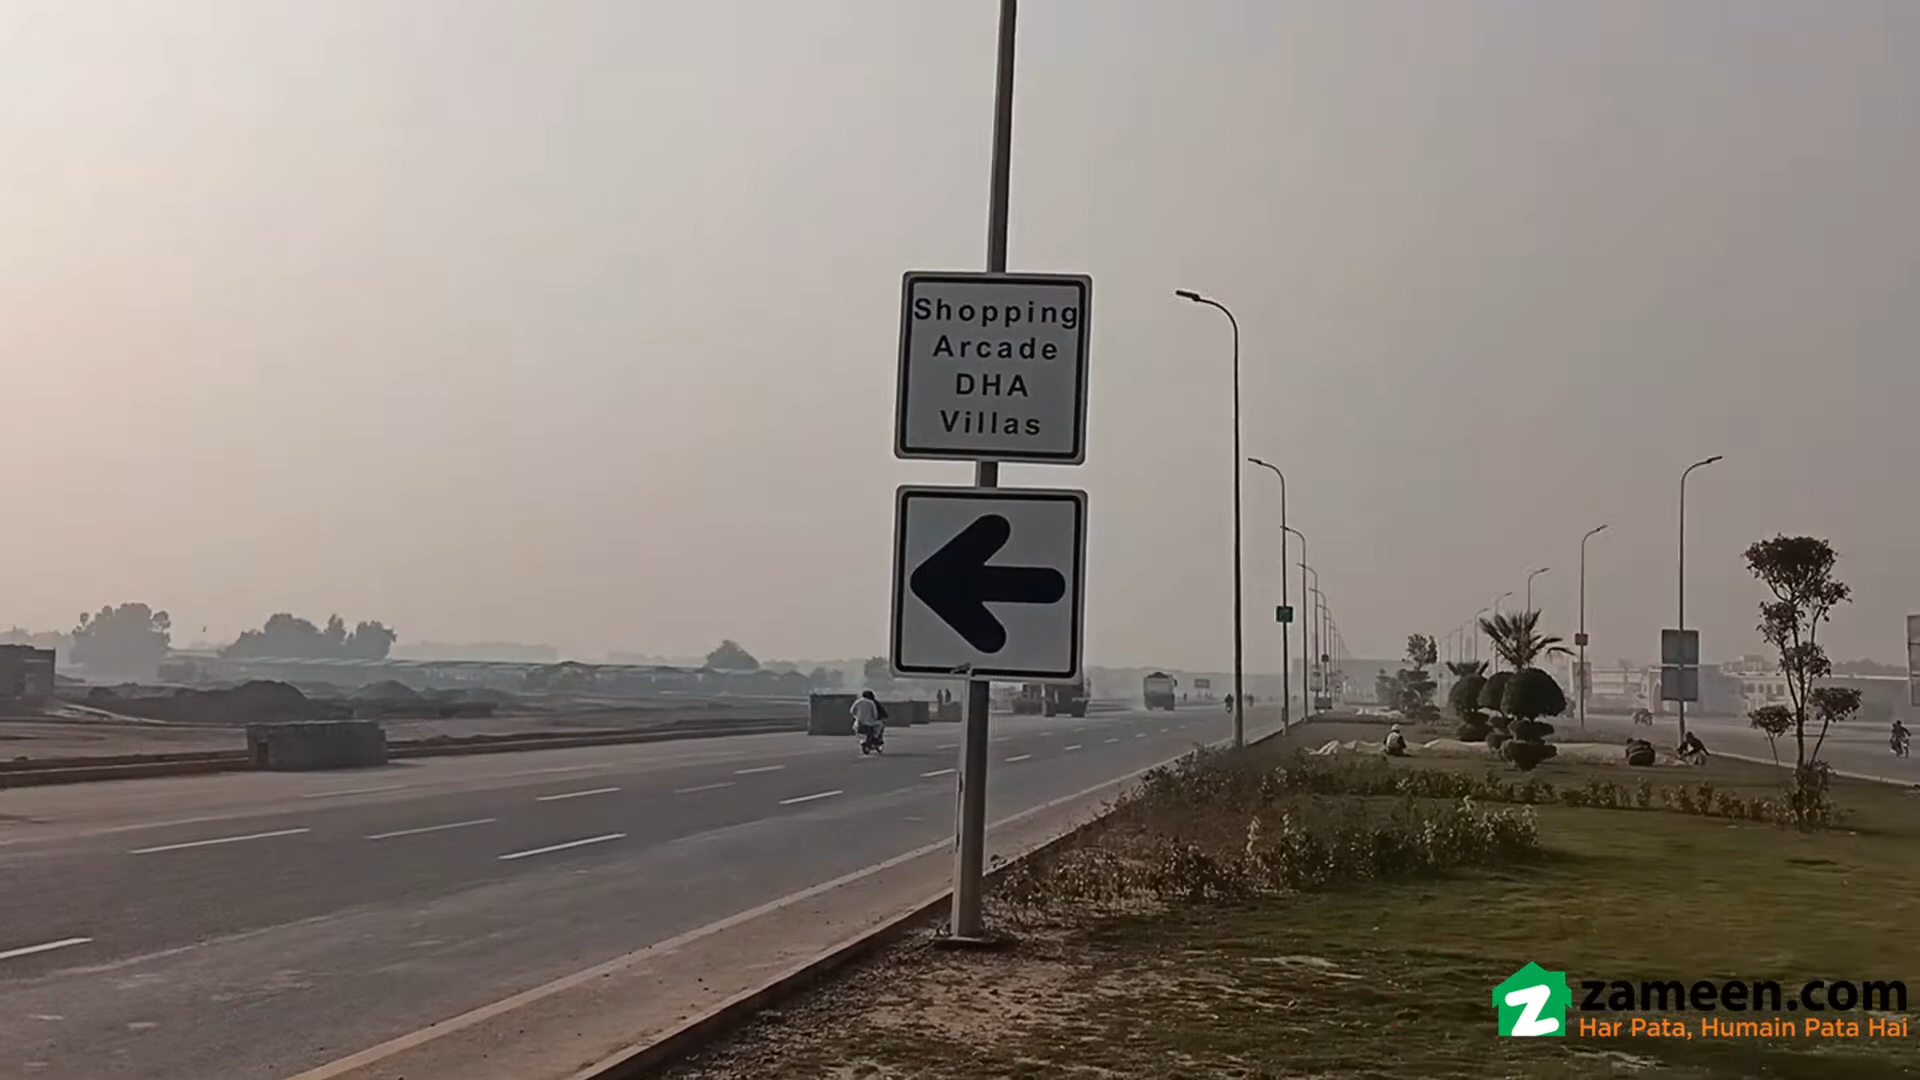 Shopping
Arcade
DHA
Villas
zameen.com
Har Pata, Humain Pata Hai